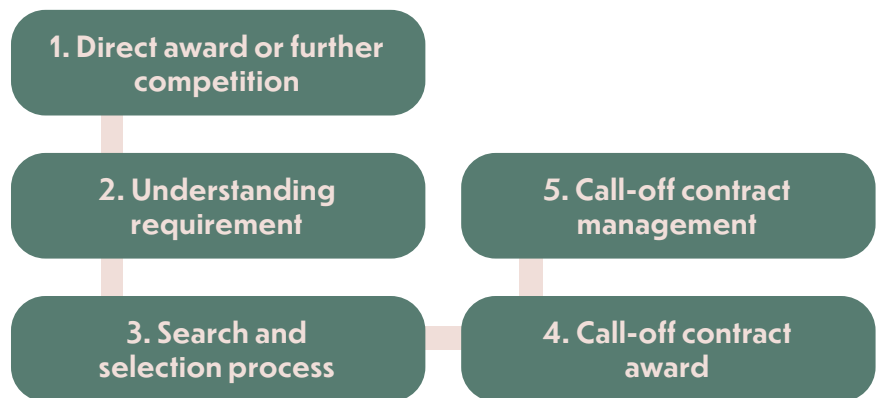 1. Direct award or further
competition
2. Understanding
requirement
3. Search and
selection process
4. Call-off contract
award
5. Call-off contract
management